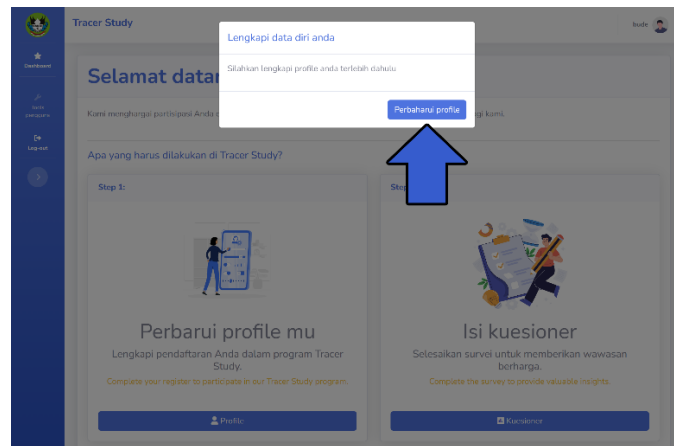 Tracer Study
bude
Lengkapi data diri anda
Silahkan lengkapi profile anda terlebih dahulu
Perbaharui profile
Dashboard
Log-out
Selamat datan
Kami menghargai partisipasi Anda
gi kami.
Apa yang harus dilakukan di Tracer Study?
Step 1:
Step
Perbarui profile mu
Lengkapi pendaftaran Anda dalam program Tracer
Study.
Complete your register to participate in our Tracer Study program.
Profile
Isi kuesioner
Selesaikan survei untuk memberikan wawasan
berharga.
Complete the survey to provide valuable insights.
Kuesioner